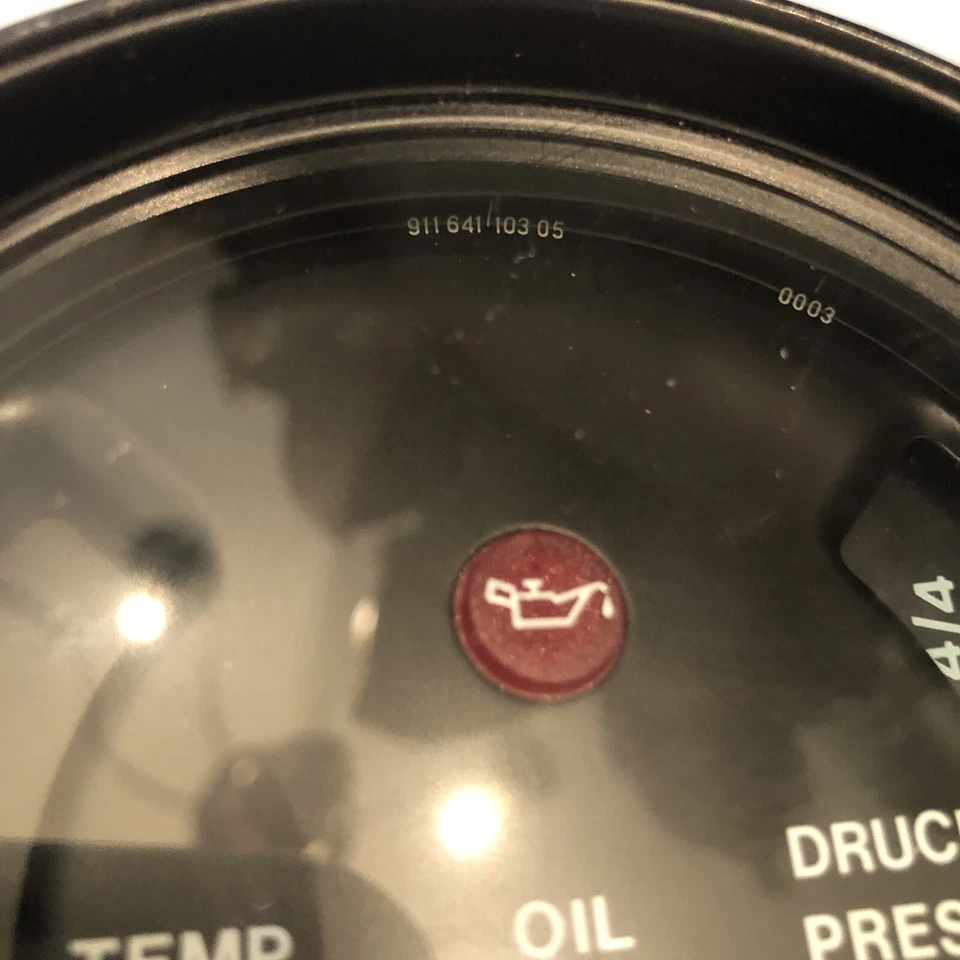 911 641 103 05
0003
4/4
DRUC
TEMP
OIL
PRES